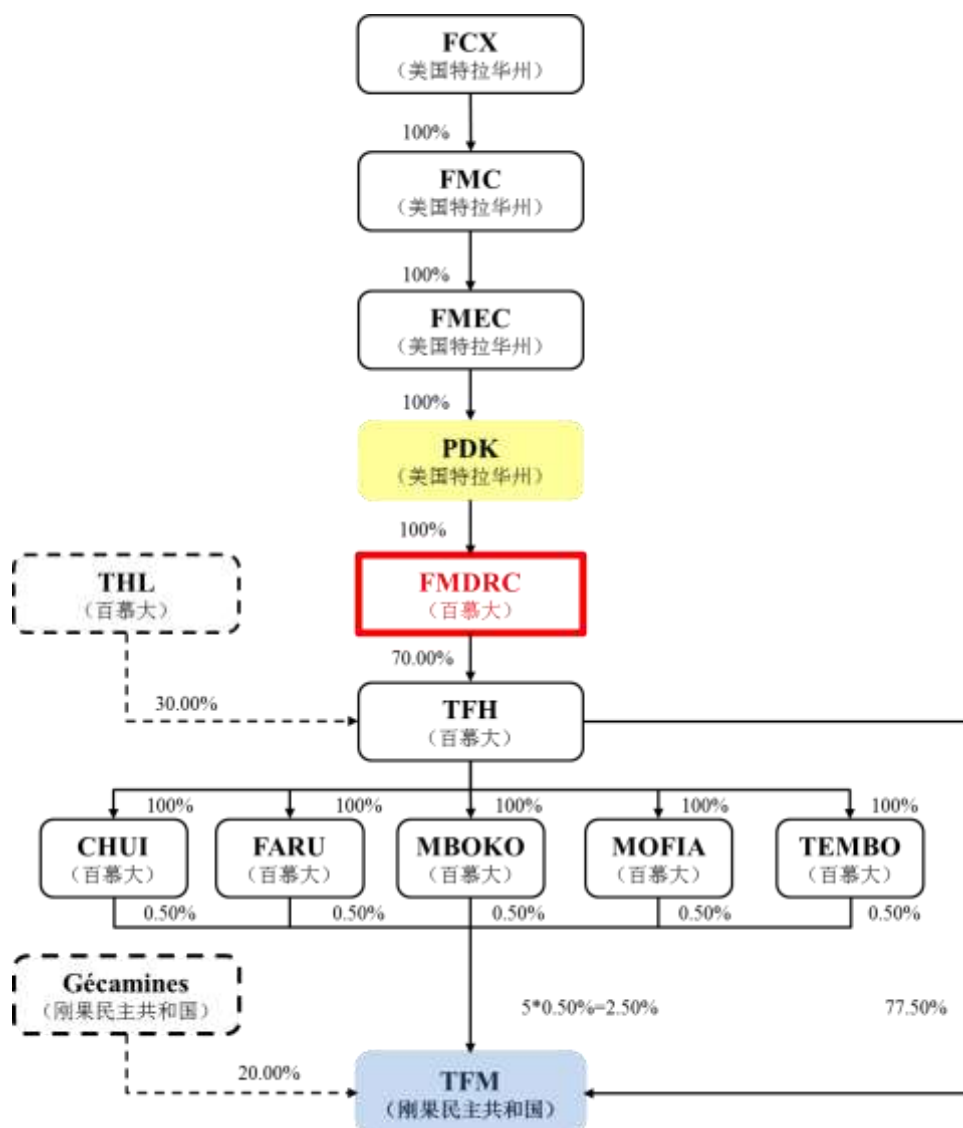 FCX
（美国特拉华州）
100%
FMC
（美国特拉华州）
100%
FMEC
（美国特拉华州）
100%
PDK
（美国特拉华州）
100%
THL
（百慕大）
FMDRC
（百慕大）
70.00%
30.00%
TFH
（百慕大）
100%
100%
100%
100%
100%
CHUI
（百慕大）
FARU
（百慕大）
MBOKO
（百慕大）
MOFIA
（百慕大）
TEMBO
（百慕大）
0.50%
0.50%
0.50%
0.50%
0.50%
Gécamines
（刚果民主共和国）
5*0.50%=2.50%
77.50%
20.00%
TFM
（刚果民主共和国）